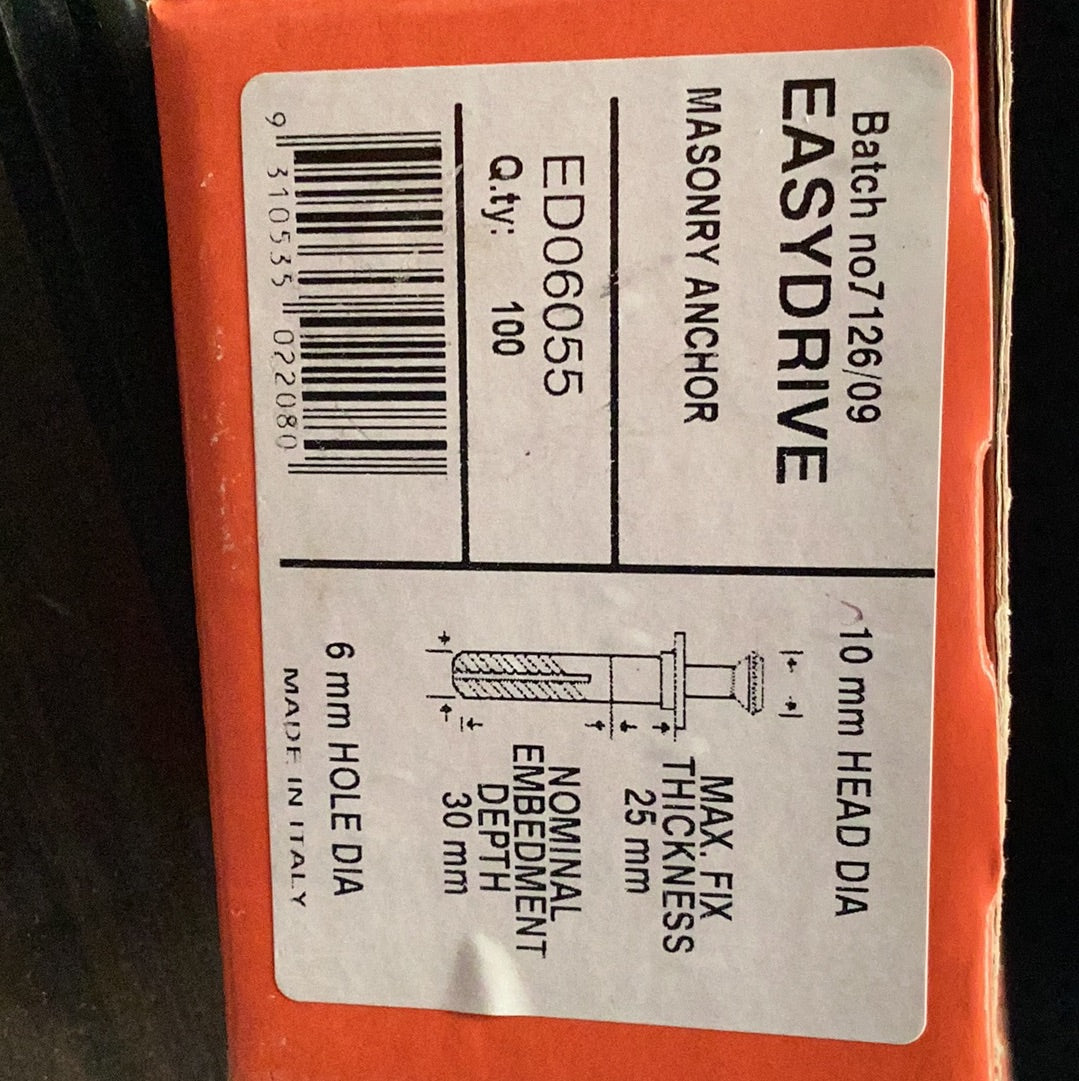 Batch no7126/09
EASYDRIVE
MASONRY ANCHOR
ED06055
Q.ty: 100
9 310535 022080
10 mm HEAD DIA
MAX. FIX
THICKNESS
25 mm
NOMINAL
EMBEDMENT
DEPTH
30 mm
6 mm HOLE DIA
MADE IN ITALY